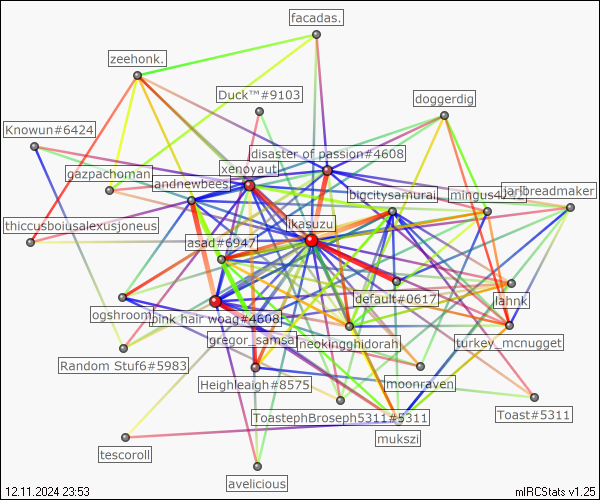 facadas.
zeehonk.
Duck™#9103
doggerdig
Knowun#6424
disaster of passion#4608
xenoyaut
gazpachoman
andnewbees
bigcitysamurai
jarlbreadmaker
thiccusboiusalexusjoneus
ikasuzu
asad#6947
default#0617
lahnk
ogshroom
pink hair woag#4608
gregor_samsa
neokingghidorah
turkey_mcnugget
Random Stuf6#5983
Heighleigh#8575
moonraven
ToastephBroseph5311#5311
Toast#5311
mukszi
tescoroll
avelicious
12.11.2024 23:53
mIRCStats v1.25